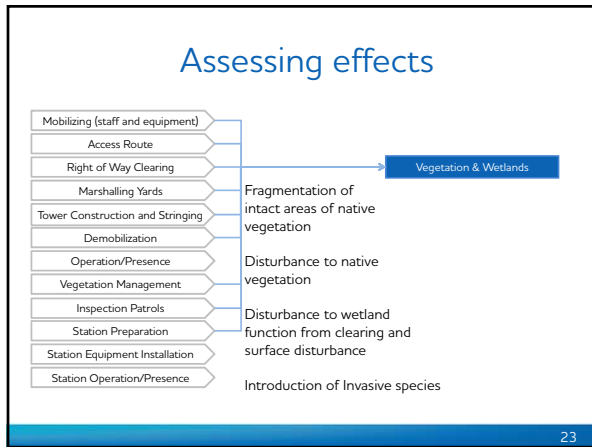 Assessing effects
Mobilizing (staff and equipment)
Access Route
Right of Way Clearing
Marshalling Yards
Tower Construction and Stringing
Demobilization
Operation/Presence
Vegetation Management
Inspection Patrols
Station Preparation
Station Equipment Installation
Station Operation/Presence
Vegetation & Wetlands
Fragmentation of
intact areas of native
vegetation
Disturbance to native
vegetation
Disturbance to wetland
function from clearing and
surface disturbance
Introduction of Invasive species
23